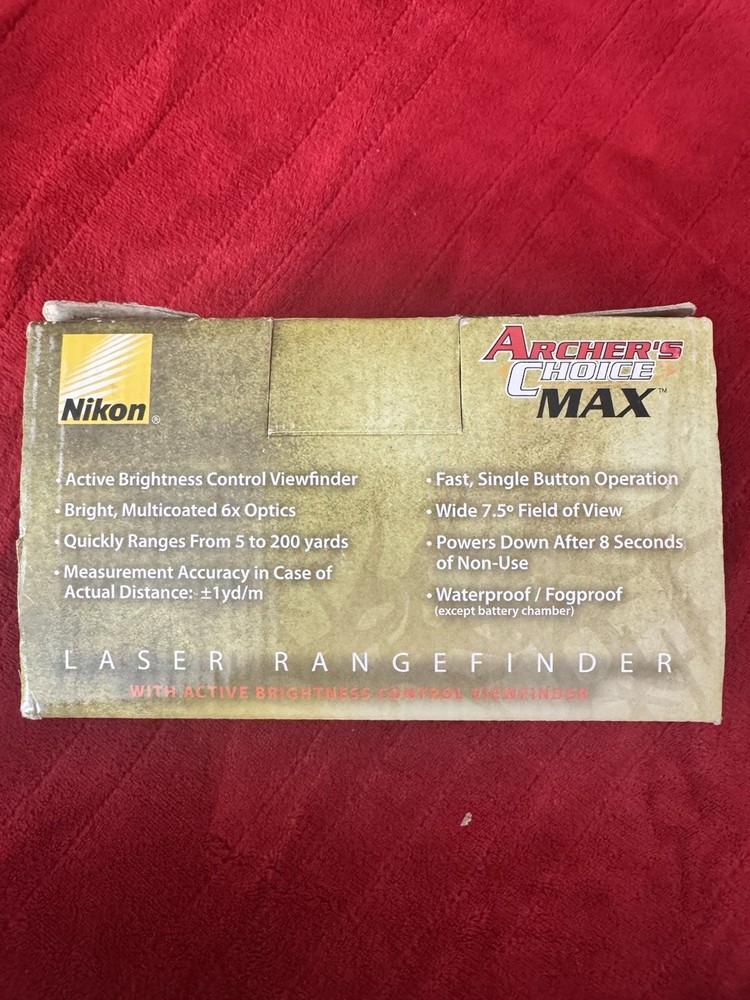 Nikon®
ARCHER'S
CHOICE
MAX™
• Active Brightness Control Viewfinder
• Bright, Multicoated 6x Optics
• Quickly Ranges From 5 to 200 yards
• Measurement Accuracy in Case of
Actual Distance: ±1yd/m
• Fast, Single Button Operation
• Wide 7.5º Field of View
• Powers Down After 8 Seconds
of Non-Use
• Waterproof / Fogproof
(except battery chamber)
LASER RANGEFINDER
WITH ACTIVE BRIGHTNESS CONTROL VIEWFINDER